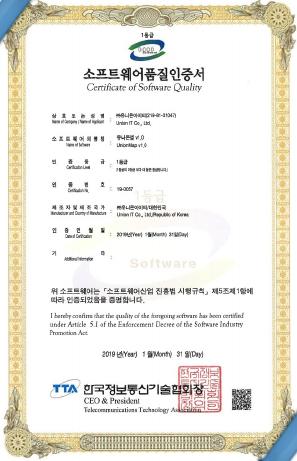 1등급
GOOD
Software
소프트웨어품질인증서
Certificate of Software Quality
상 호 또 는 성 명 : ㈜유니온아이티(219-81-01047)
Name of Company (Name of Applicant) Union IT Co., Ltd,
소 프 트 웨 어 의 품 명 : 유니온맵 v1.0
Name of Software UnionMap v1.0
인 증 등 급 : 1등급
Certification Level
인 증 번 호 : 19-0057
Certification No.
제 조 자 및 제 조 국 가 : ㈜유니온아이티/대한민국
Manufacturer and Country of Manufacture Union IT Co., Ltd./Republic of Korea
인 증 연 월 일 : 2019년(Year) 1월(Month) 31일(Day)
Date of Certification
기 타 :
Additional Information
1등급
Software
위 소프트웨어는 「소프트웨어산업 진흥법 시행규칙」 제5조제1항에
따라 인증되었음을 증명합니다.
I hereby confirm that the quality of the foregoing software has been certified
under Article 5.1 of the Enforcement Decree of the Software Industry
Promotion Act.
2019 년(Year) 1 월(Month) 31 일(Day)
TTA 한국정보통신기술협회장
CEO & President
Telecommunications Technology Association